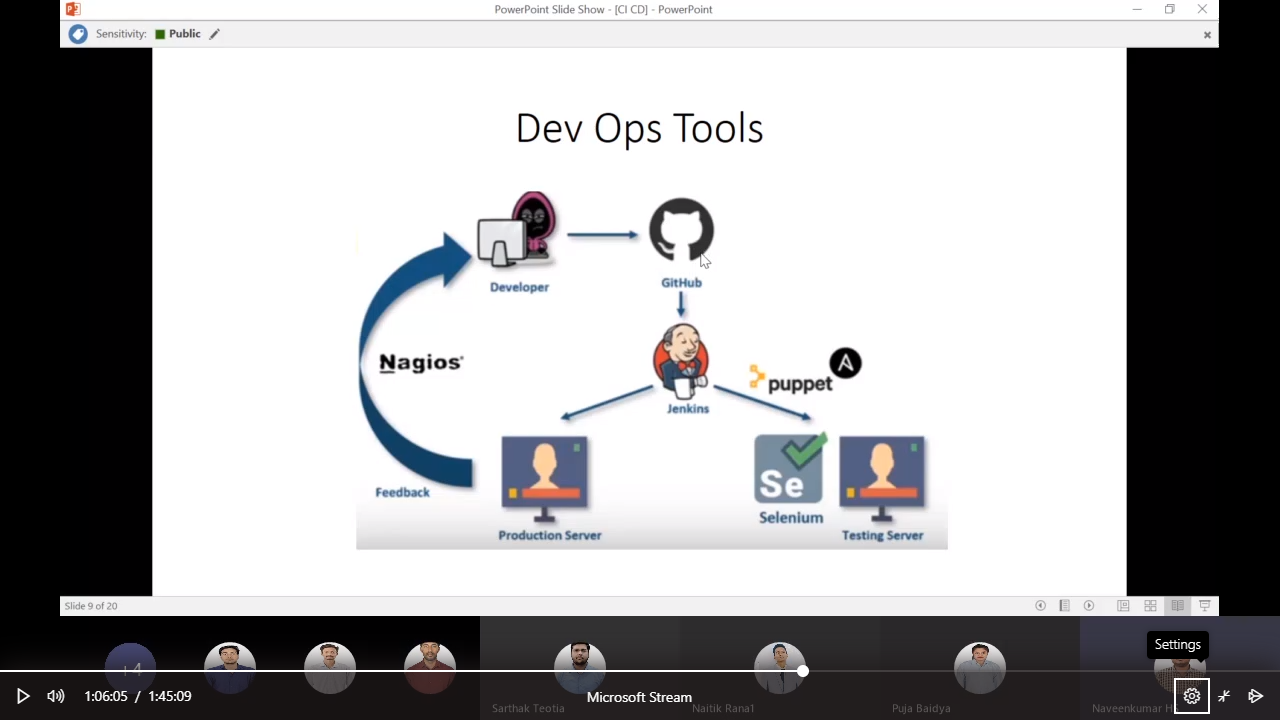 PowerPoint Slide Show - [CI CD] - PowerPoint
Sensitivity: Public
Dev Ops Tools
Developer
GitHub
Nagios®
Jenkins
puppet
A
Feedback
Production Server
Se
Selenium
Testing Server
Slide 9 of 20
+4
Settings
1:06:05 / 1:45:09
Microsoft Stream
Sarthak Teotia
Naitik Rana1
Puja Baidya
Naveenkumar H